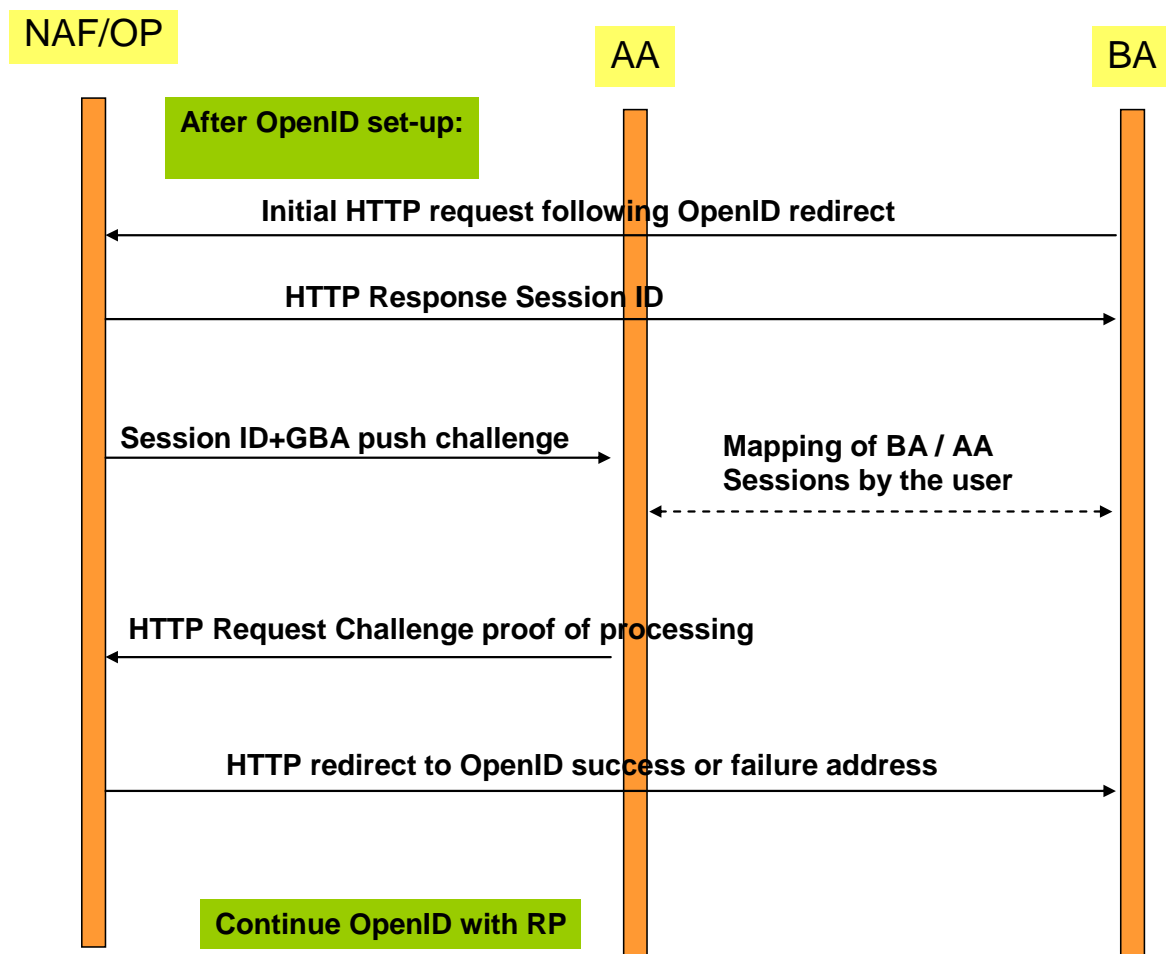 NAF/OP
AA
BA
After OpenID set-up:
Initial HTTP request following OpenID redirect
HTTP Response Session ID
Session ID+GBA push challenge
Mapping of BA / AA
Sessions by the user
HTTP Request Challenge proof of processing
HTTP redirect to OpenID success or failure address
Continue OpenID with RP